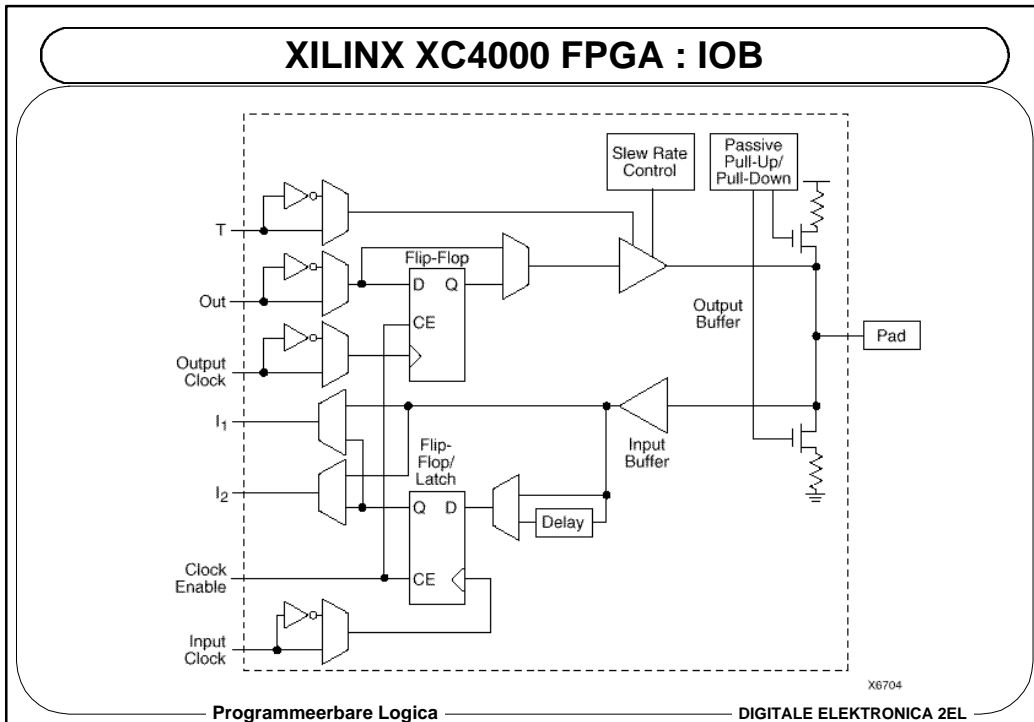 XILINX XC4000 FPGA : IOB
Slew Rate
Control
Passive
Pull-Up/
Pull-Down
T
Flip-Flop
D Q
CE
Out
Output
Buffer
Pad
Output
Clock
I1
Flip-
Flop/
Latch
Input
Buffer
I2
Q D
Delay
CE
Clock
Enable
Input
Clock
X6704
Programmeerbare Logica
DIGITALE ELEKTRONICA 2EL